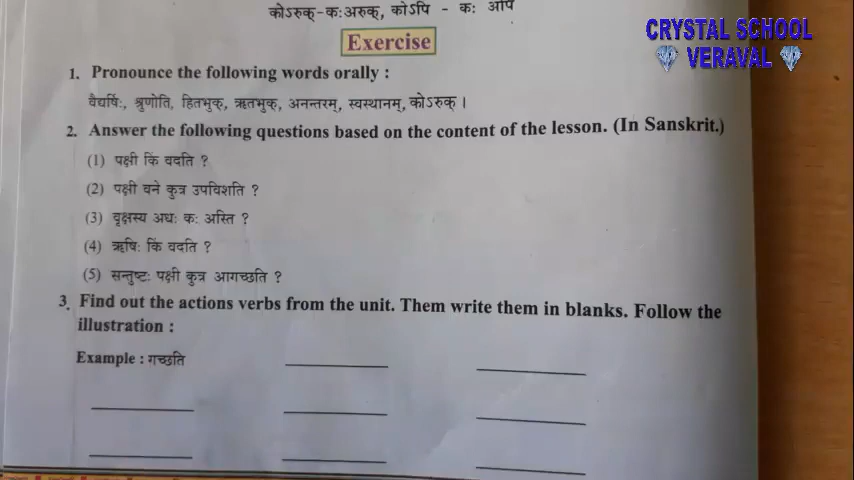 कोऽरुक्-कःअरुक्, कोऽपि - कः अपि
CRYSTAL SCHOOL
VERAVAL
Exercise
1. Pronounce the following words orally :
वैद्यर्षिः, श्रुणोति, हितभुक्, ऋतभुक्, अनन्तरम्, स्वस्थानम्, कोऽरुक् ।
2. Answer the following questions based on the content of the lesson. (In Sanskrit.)
(1) पक्षी किं वदति ?
(2) पक्षी वने कुत्र उपविशति ?
(3) वृक्षस्य अधः कः अस्ति ?
(4) ऋषिः किं वदति ?
(5) सन्तुष्टः पक्षी कुत्र आगच्छति ?
3. Find out the actions verbs from the unit. Them write them in blanks. Follow the
illustration :
Example : गच्छति